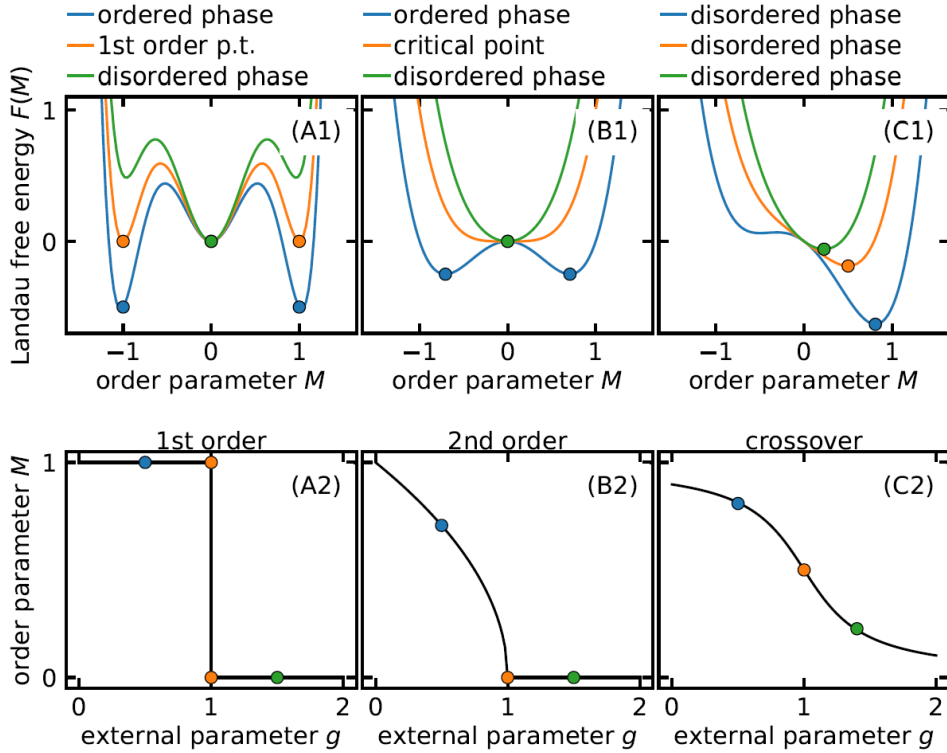 ordered phase
1st order p.t.
disordered phase
ordered phase
critical point
disordered phase
disordered phase
disordered phase
disordered phase
Landau free energy F(M)
1
0
(A1)
(B1)
(C1)
−1 0 1
−1 0 1
−1 0 1
order parameter M
order parameter M
order parameter M
1st order
2nd order
crossover
order parameter M
1
0
(A2)
(B2)
(C2)
0 1 2
0 1 2
0 1 2
external parameter g
external parameter g
external parameter g